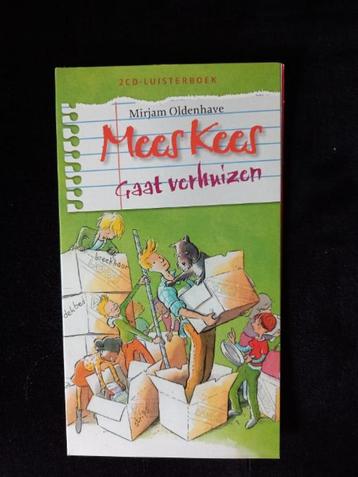 2CD-LUISTERBOEK
Mirjam Oldenhave
Mees Kees
Gaat verhuizen
breekbaar
dekbed